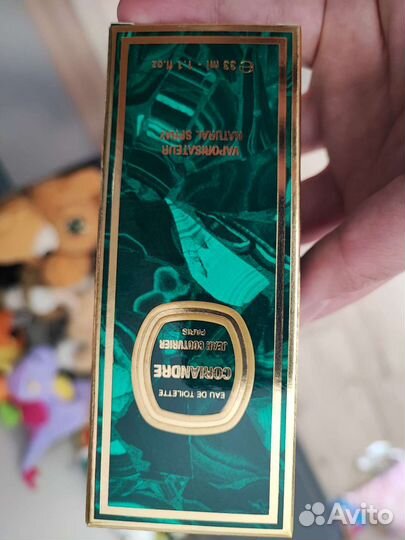 EAU DE TOILETTE
CORIANDRE
JEAN COUTURIER
PARIS
VAPORISATEUR
NATURAL SPRAY
℮ 33 ml - 1,1 fl.oz
Avito